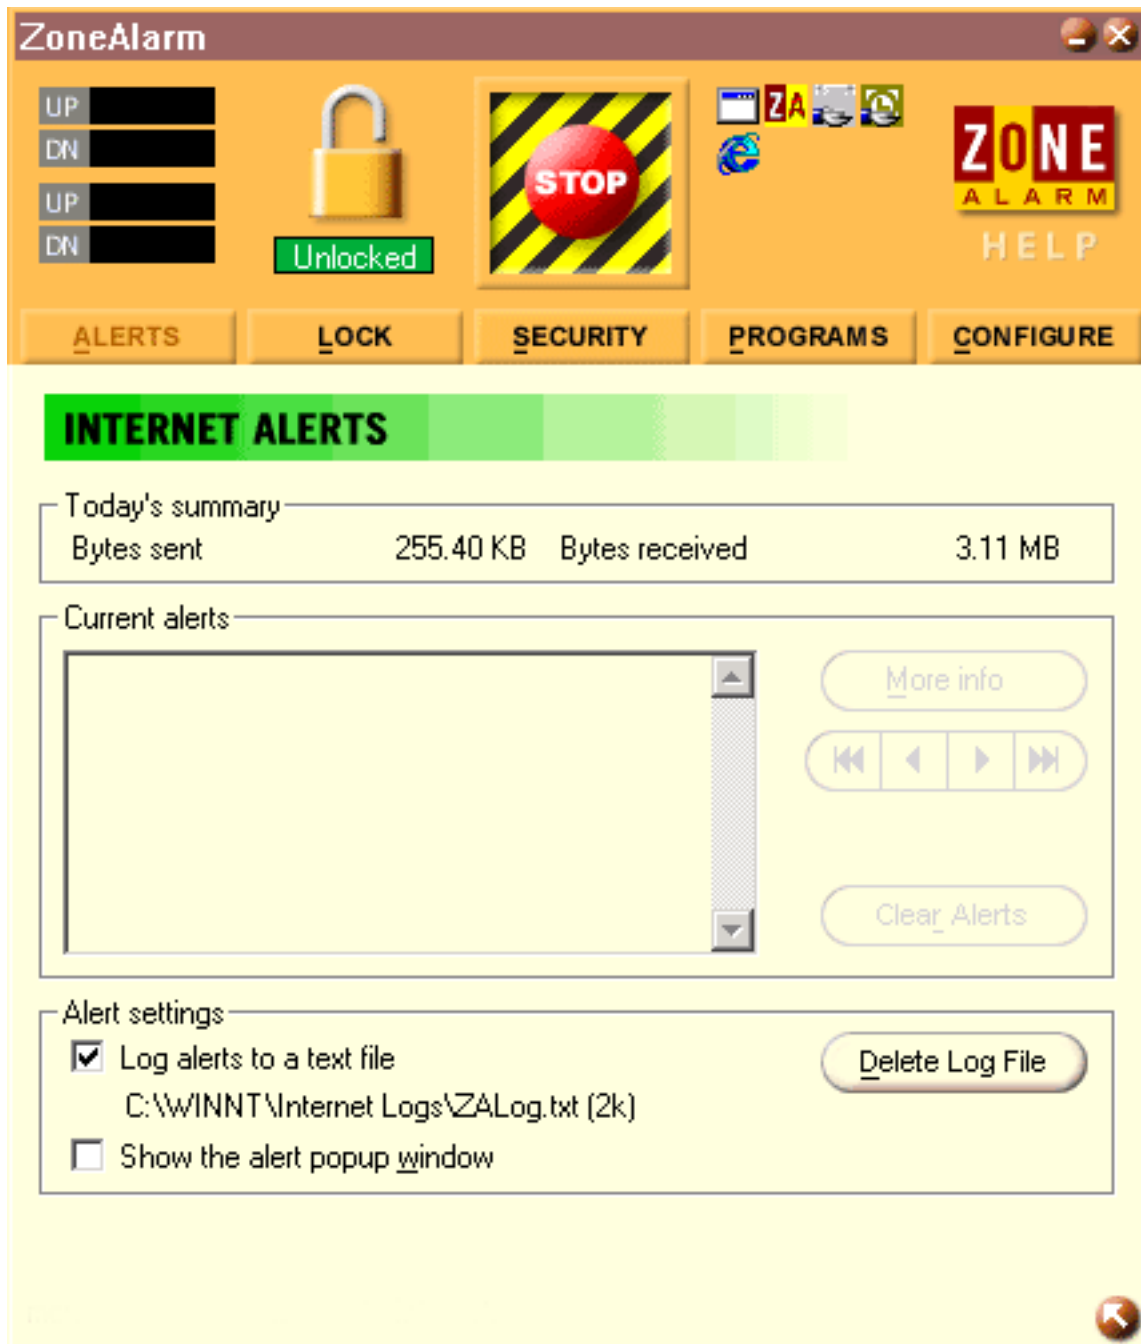 ZoneAlarm
UP
DN
UP
DN
Unlocked
STOP
ZA
ZONE
ALARM
HELP
ALERTS LOCK SECURITY PROGRAMS CONFIGURE
INTERNET ALERTS
Today's summary
Bytes sent 255.40 KB Bytes received 3.11 MB
Current alerts
More info
Clear Alerts
Alert settings
Log alerts to a text file
Delete Log File
C:\WINNT\Internet Logs\ZALog.txt (2k)
Show the alert popup window